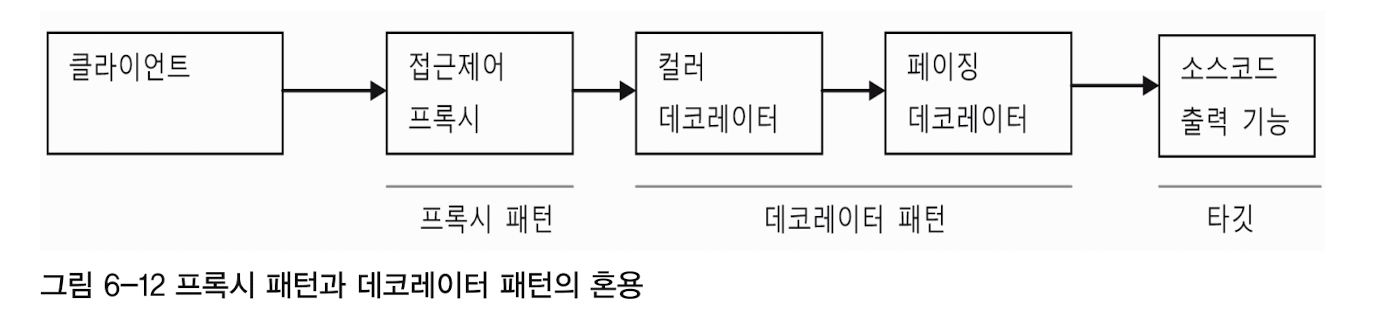 클라이언트
접근제어
프록시
컬러
데코레이터
페이징
데코레이터
소스코드
출력 기능
프록시 패턴
데코레이터 패턴
타깃
그림 6-12 프록시 패턴과 데코레이터 패턴의 혼용